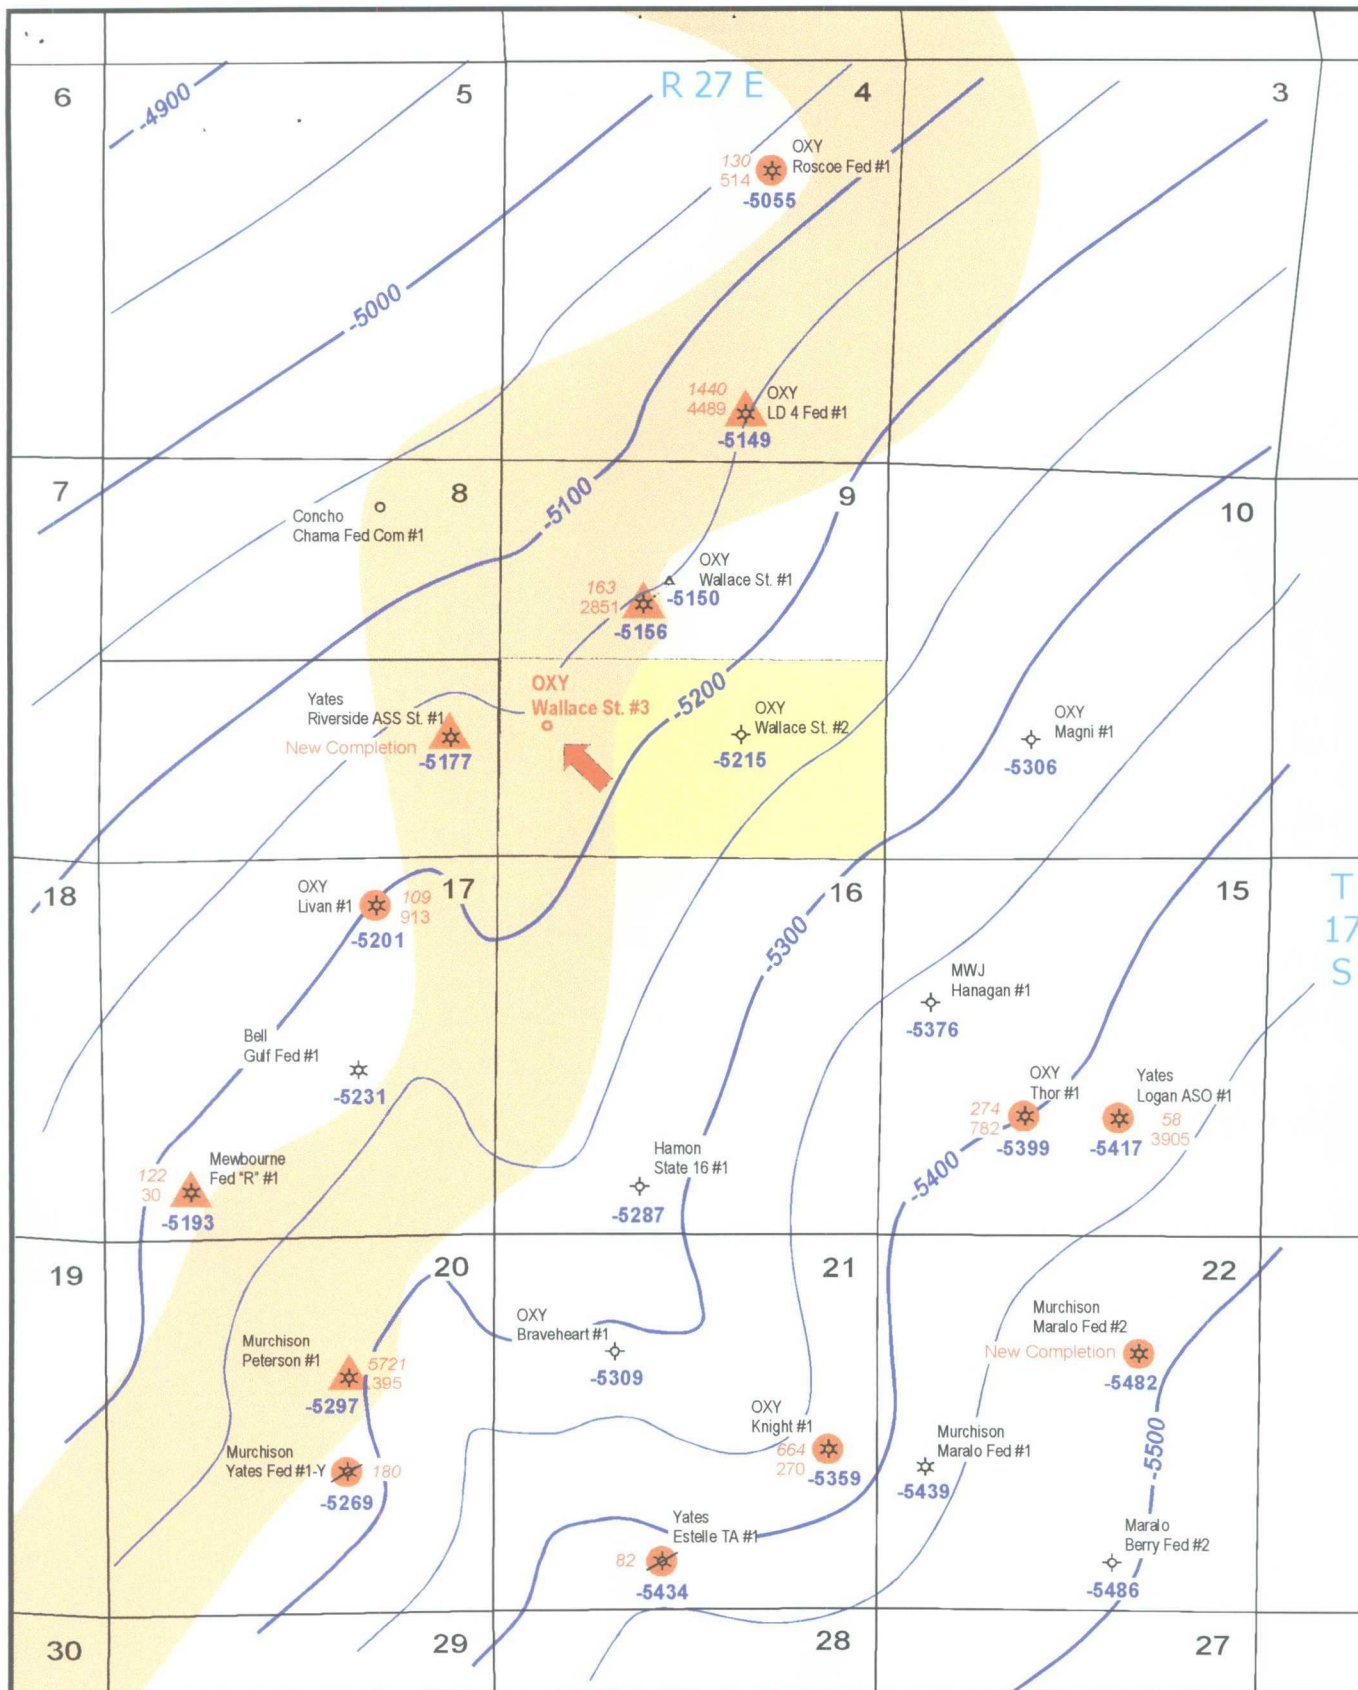 R 27 E
6
5
4
3
-4900
130
514
OXY
Roscoe Fed #1
-5055
-5000
1440
4489
OXY
LD 4 Fed #1
-5149
7
8
9
10
-5100
Concho
Chama Fed Com #1
OXY
Wallace St. #1
163
2851
-5150
-5156
Yates
Riverside ASS St. #1
New Completion
-5177
OXY
Wallace St. #3
-5200
OXY
Wallace St. #2
-5215
OXY
Magni #1
-5306
18
17
16
15
T
17
S
OXY
Livan #1
109
913
-5201
-5300
MWJ
Hanagan #1
-5376
Bell
Gulf Fed #1
-5231
OXY
Thor #1
274
782
-5399
Yates
Logan ASO #1
58
3905
-5417
-5400
Mewbourne
Fed "R" #1
122
30
-5193
Hamon
State 16 #1
-5287
19
20
21
22
Murchison
Peterson #1
5721
395
-5297
OXY
Braveheart #1
-5309
Murchison
Maralo Fed #2
New Completion
-5482
Murchison
Yates Fed #1-Y
180
-5269
OXY
Knight #1
664
270
-5359
Murchison
Maralo Fed #1
-5439
-5500
Yates
Estelle TA #1
82
-5434
Maralo
Berry Fed #2
-5486
30
29
28
27